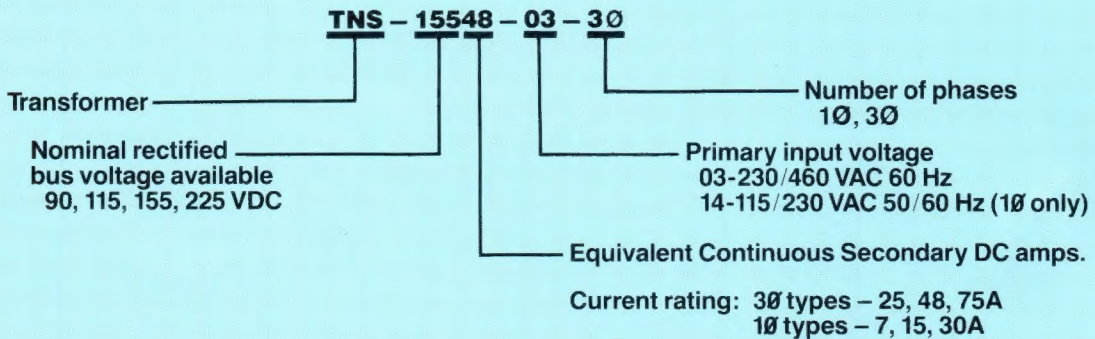 TNS – 15548 – 03 – 3Ø
Transformer
Number of phases
1Ø, 3Ø
Nominal rectified
bus voltage available
90, 115, 155, 225 VDC
Primary input voltage
03-230/460 VAC 60 Hz
14-115/230 VAC 50/60 Hz (1Ø only)
Equivalent Continuous Secondary DC amps.
Current rating: 3Ø types – 25, 48, 75A
1Ø types – 7, 15, 30A